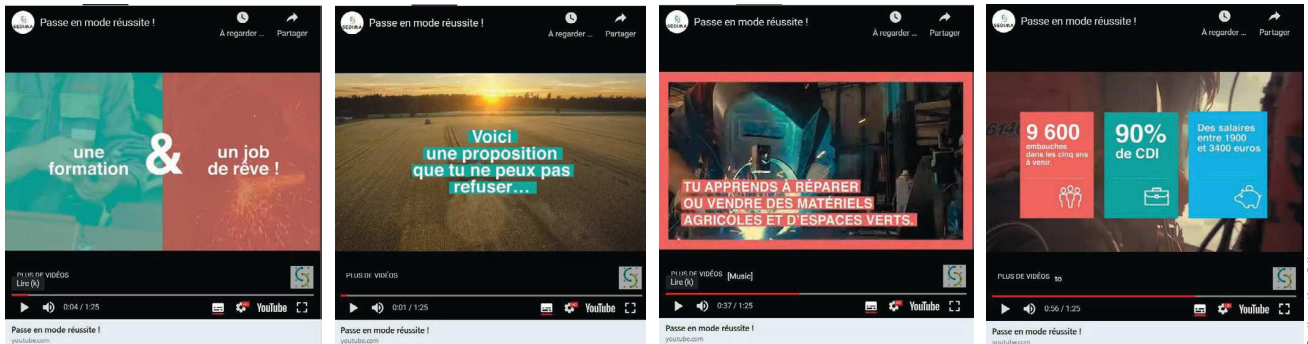 SEDIMA
Passe en mode réussite !
À regarder ...
Partager
une
formation
&
un job
de rêve !
PLUS DE VIDÉOS
Lire (k)
0:04 / 1:25
YouTube
Passe en mode réussite !
youtube.com
SEDIMA
Passe en mode réussite !
À regarder ...
Partager
Voici
une proposition
que tu ne peux pas
refuser...
PLUS DE VIDÉOS
0:01 / 1:25
YouTube
Passe en mode réussite !
youtube.com
SEDIMA
Passe en mode réussite !
À regarder ...
Partager
TU APPRENDS À RÉPARER
OU VENDRE DES MATÉRIELS
AGRICOLES ET D'ESPACES VERTS.
PLUS DE VIDÉOS
[Music]
Lire (k)
0:37 / 1:25
YouTube
Passe en mode réussite !
youtube.com
SEDIMA
Passe en mode réussite !
À regarder ...
Partager
9 600
embauches
dans les cinq ans
à venir.
90%
de CDI
Des salaires
entre 1900
et 3400 euros
PLUS DE VIDÉOS
to
0:56 / 1:25
YouTube
Passe en mode réussite !
youtube.com